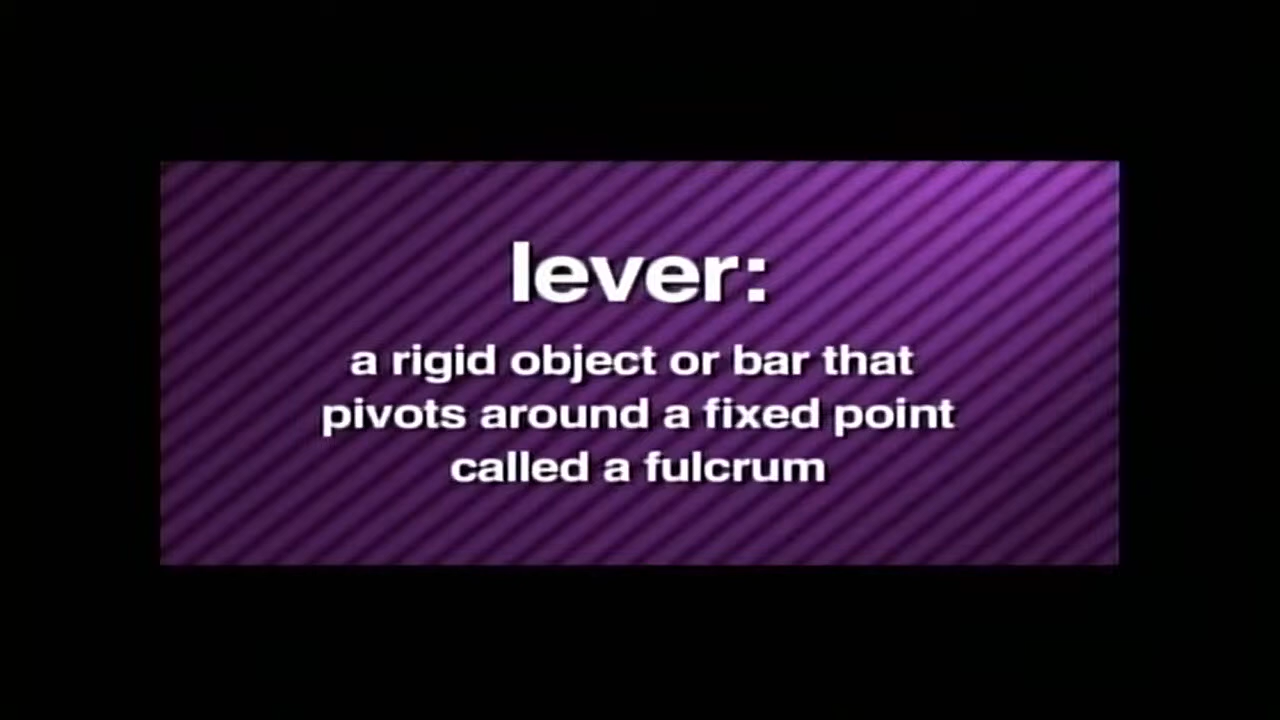 lever:
a rigid object or bar that
pivots around a fixed point
called a fulcrum